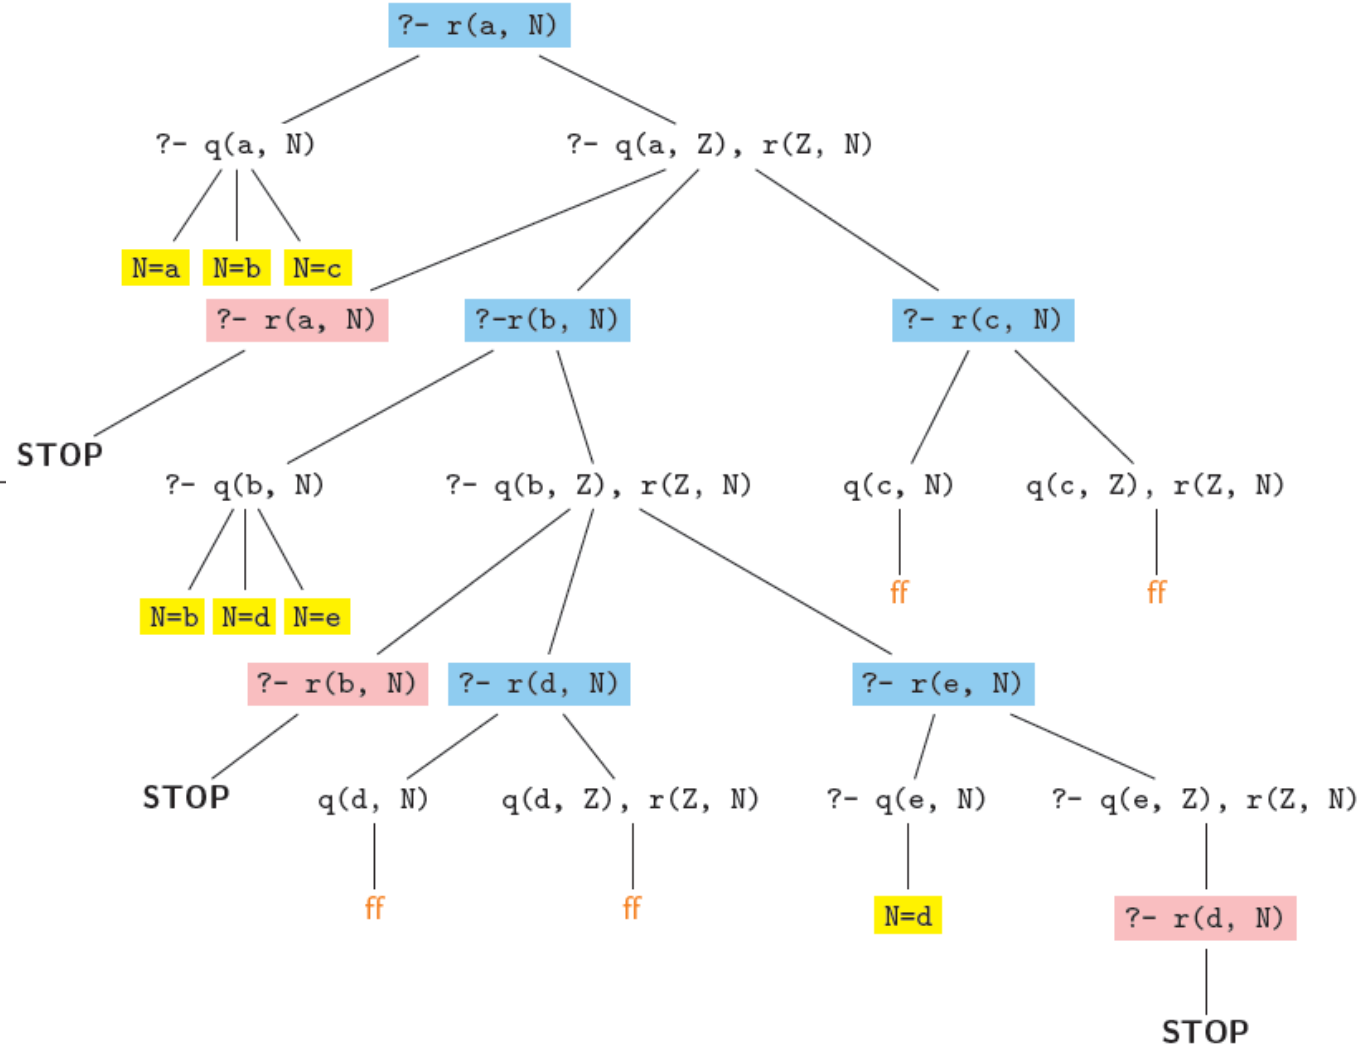 ?- r(a, N)
?- q(a, N) ?- q(a, Z), r(Z, N)
N=a N=b N=c
?- r(a, N) ?-r(b, N) ?- r(c, N)
STOP
?- q(b, N) ?- q(b, Z), r(Z, N) q(c, N) q(c, Z), r(Z, N)
ff ff
N=b N=d N=e
?- r(b, N) ?- r(d, N) ?- r(e, N)
STOP q(d, N) q(d, Z), r(Z, N) ?- q(e, N) ?- q(e, Z), r(Z, N)
ff ff N=d ?- r(d, N)
STOP